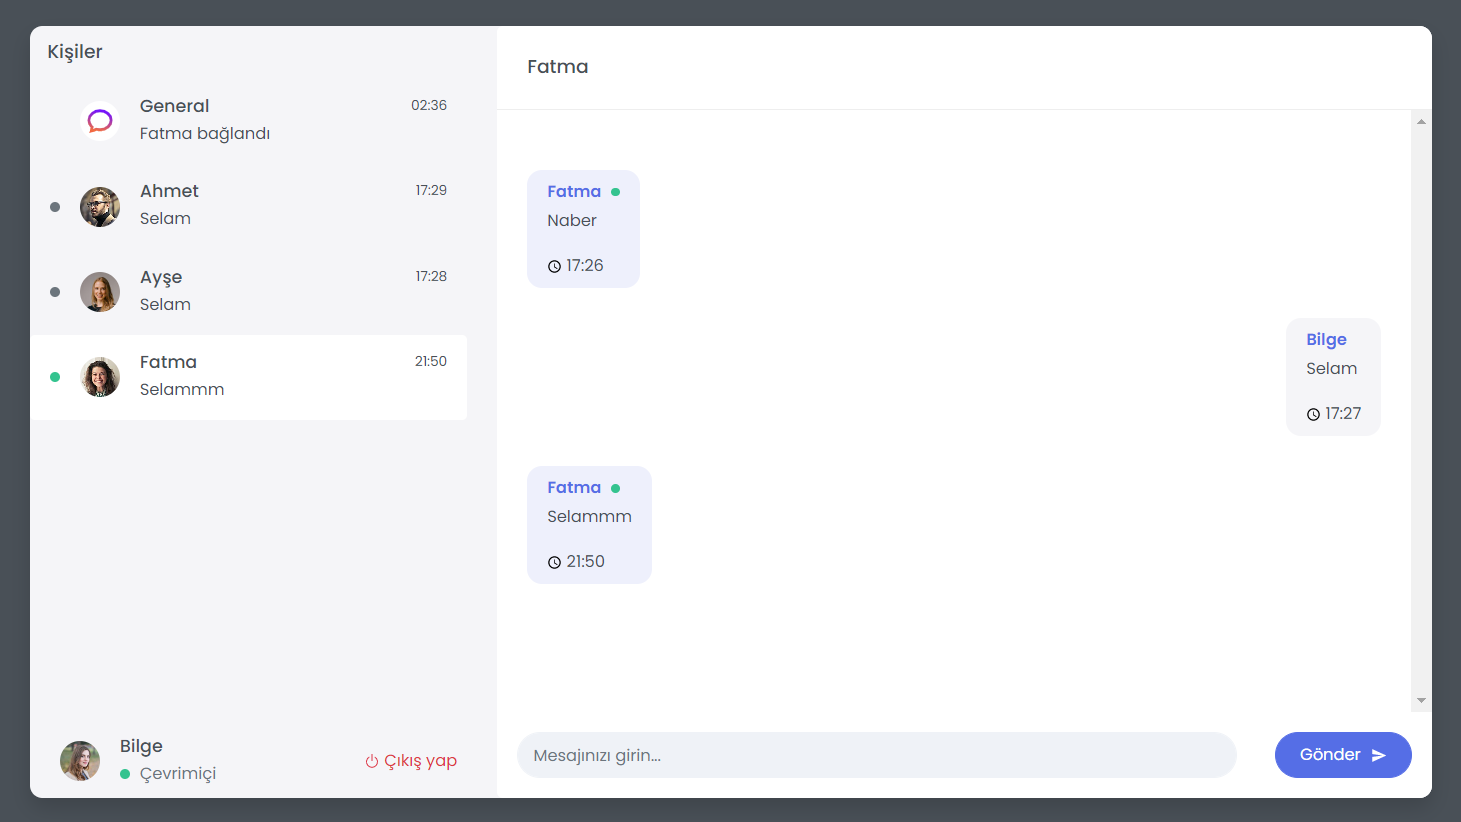 Kişiler
General
02:36
Fatma bağlandı
Ahmet
17:29
Selam
Ayşe
17:28
Selam
Fatma
21:50
Selammm
Bilge
Çevrimiçi
Çıkış yap
Fatma
Fatma
Naber
17:26
Bilge
Selam
17:27
Fatma
Selammm
21:50
Mesajınızı girin...
Gönder